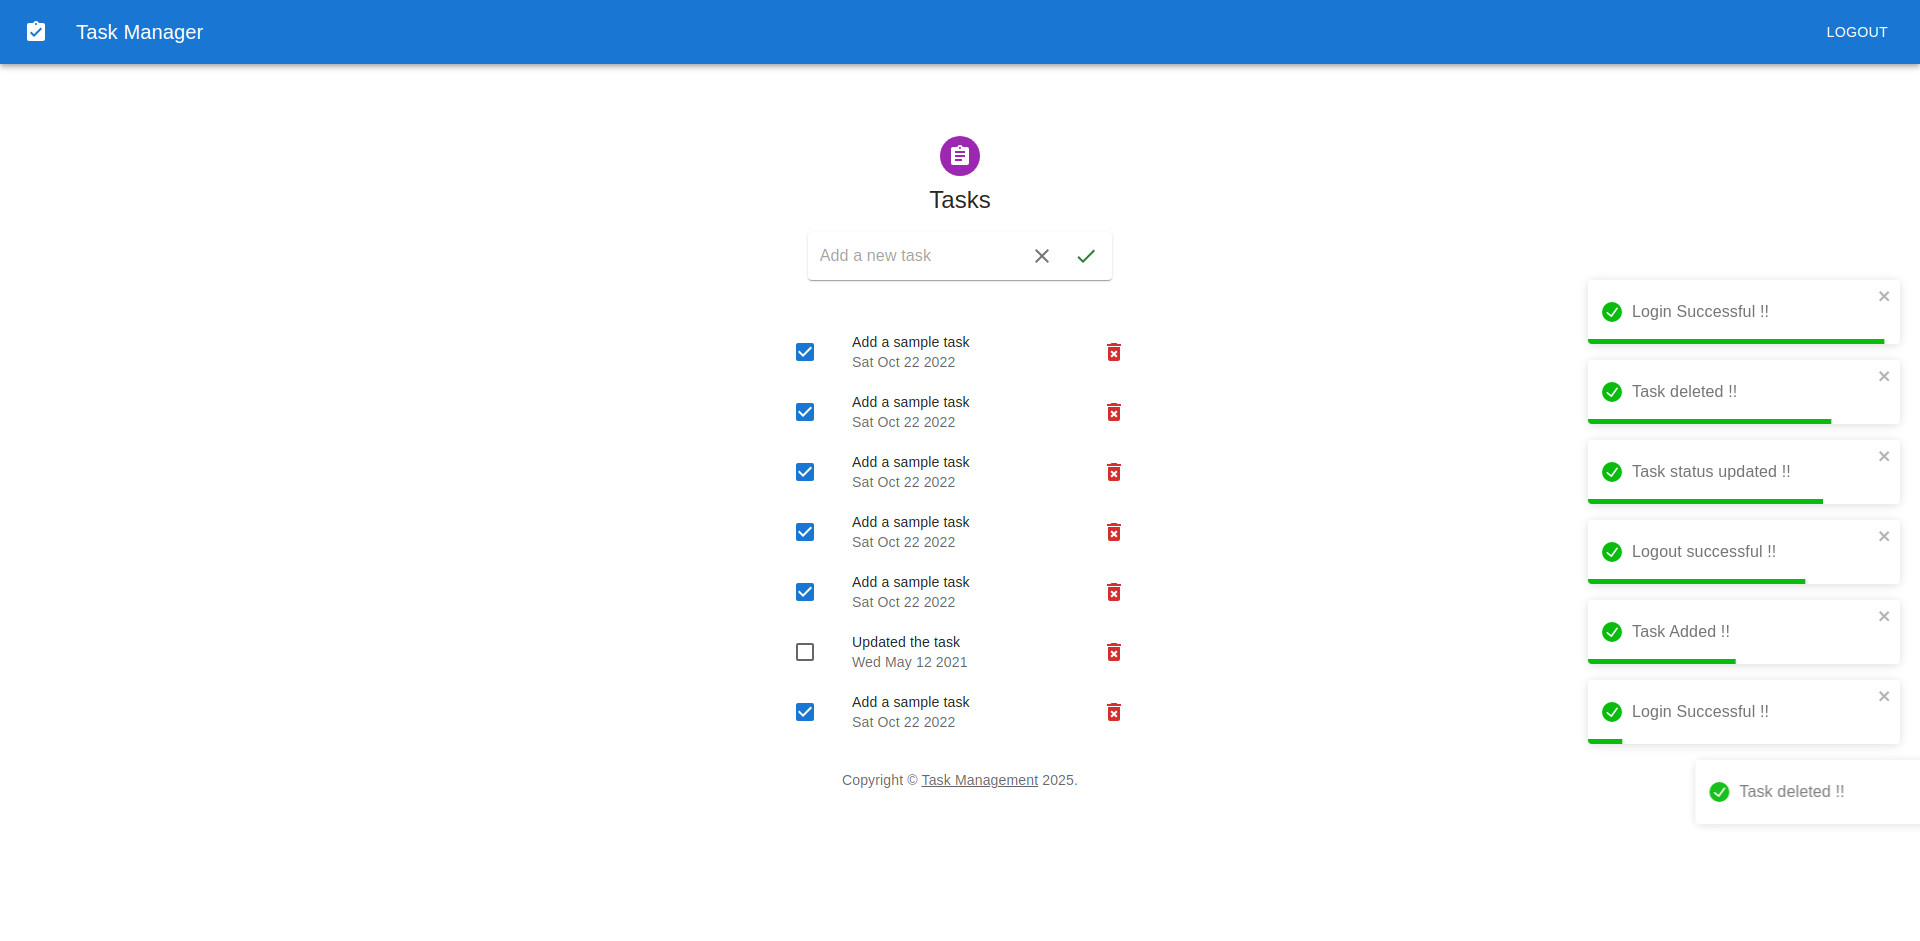 Task Manager
LOGOUT
Tasks
Add a new task
Add a sample task
Sat Oct 22 2022
Add a sample task
Sat Oct 22 2022
Add a sample task
Sat Oct 22 2022
Add a sample task
Sat Oct 22 2022
Add a sample task
Sat Oct 22 2022
Updated the task
Wed May 12 2021
Add a sample task
Sat Oct 22 2022
Copyright © Task Management 2025.
Login Successful !!
Task deleted !!
Task status updated !!
Logout successful !!
Task Added !!
Login Successful !!
Task deleted !!